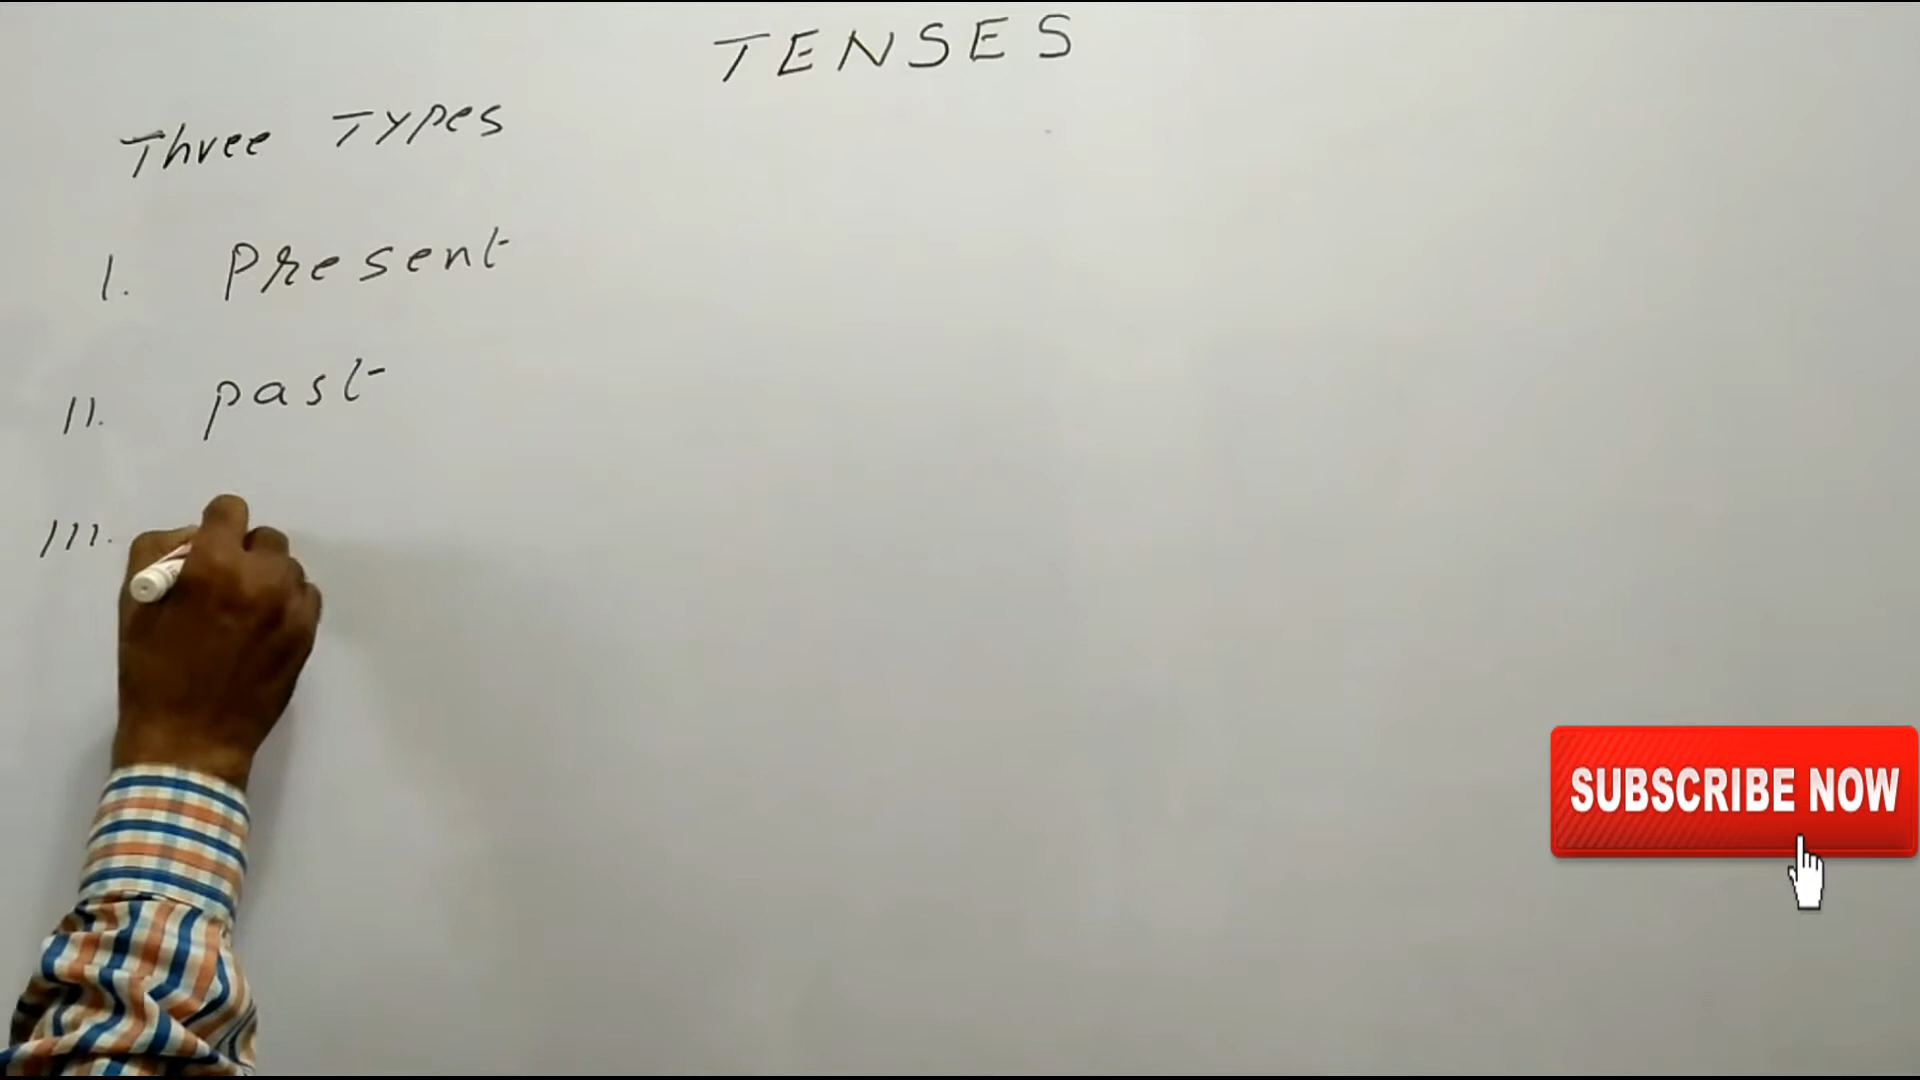 TENSES
Three Types
I. Present
II. past
III.
SUBSCRIBE NOW